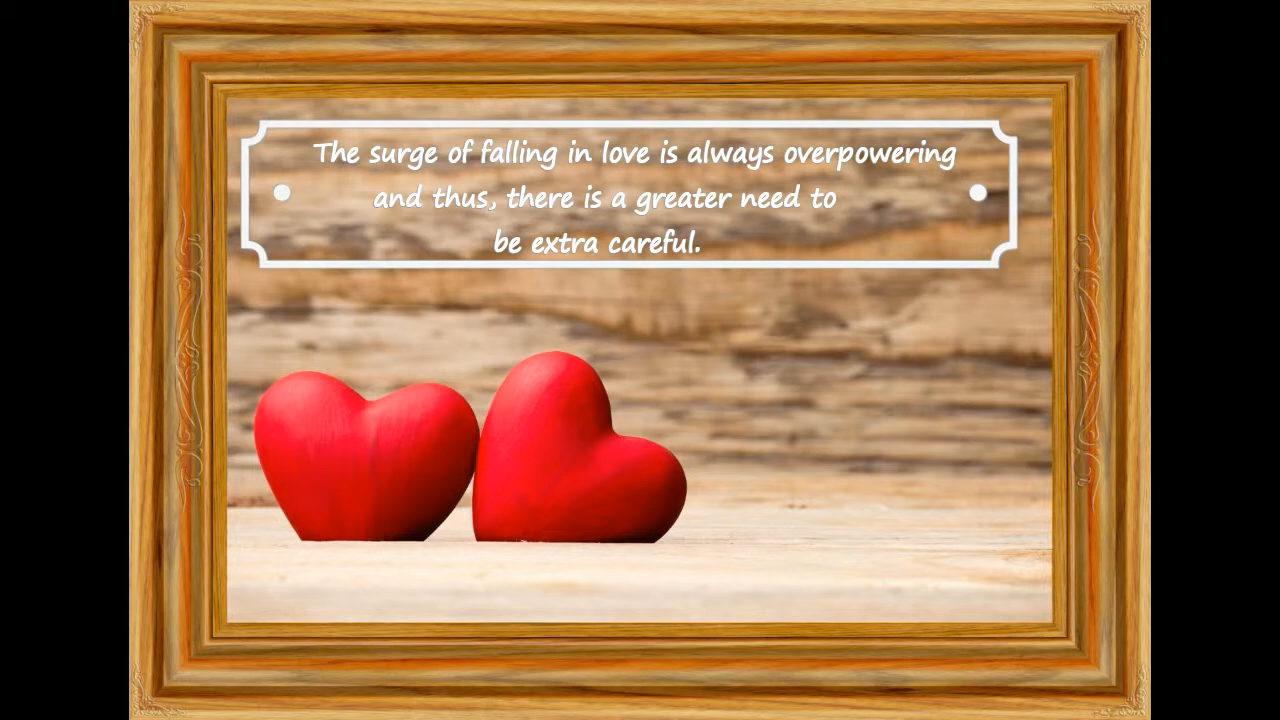 The surge of falling in love is always overpowering
and thus, there is a greater need to
be extra careful.